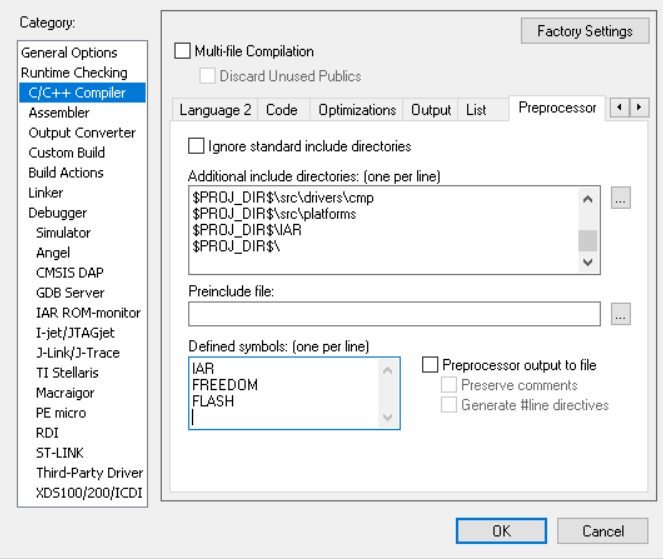 Category:
General Options
Runtime Checking
C/C++ Compiler
Assembler
Output Converter
Custom Build
Build Actions
Linker
Debugger
Simulator
Angel
CMSIS DAP
GDB Server
IAR ROM-monitor
I-jet/JTAGjet
J-Link/J-Trace
TI Stellaris
Macraigor
PE micro
RDI
ST-LINK
Third-Party Driver
XDS100/200/ICDI
Factory Settings
Multi-file Compilation
Discard Unused Publics
Language 2 Code Optimizations Output List Preprocessor
Ignore standard include directories
Additional include directories: (one per line)
$PROJ_DIR$\src\drivers\cmp
$PROJ_DIR$\src\platforms
$PROJ_DIR$\IAR
$PROJ_DIR$\
...
Preinclude file:
...
Defined symbols: (one per line)
IAR
FREEDOM
FLASH
Preprocessor output to file
Preserve comments
Generate #line directives
OK Cancel